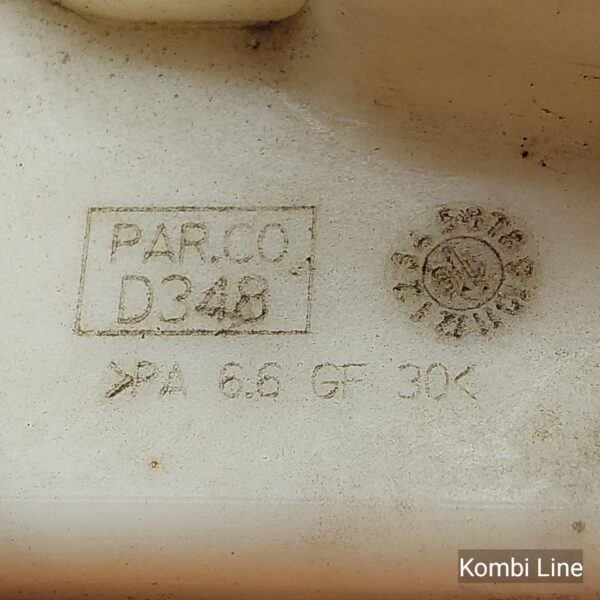 PAR.CO
D348
>PA 6.6 GF 30<
Kombi Line